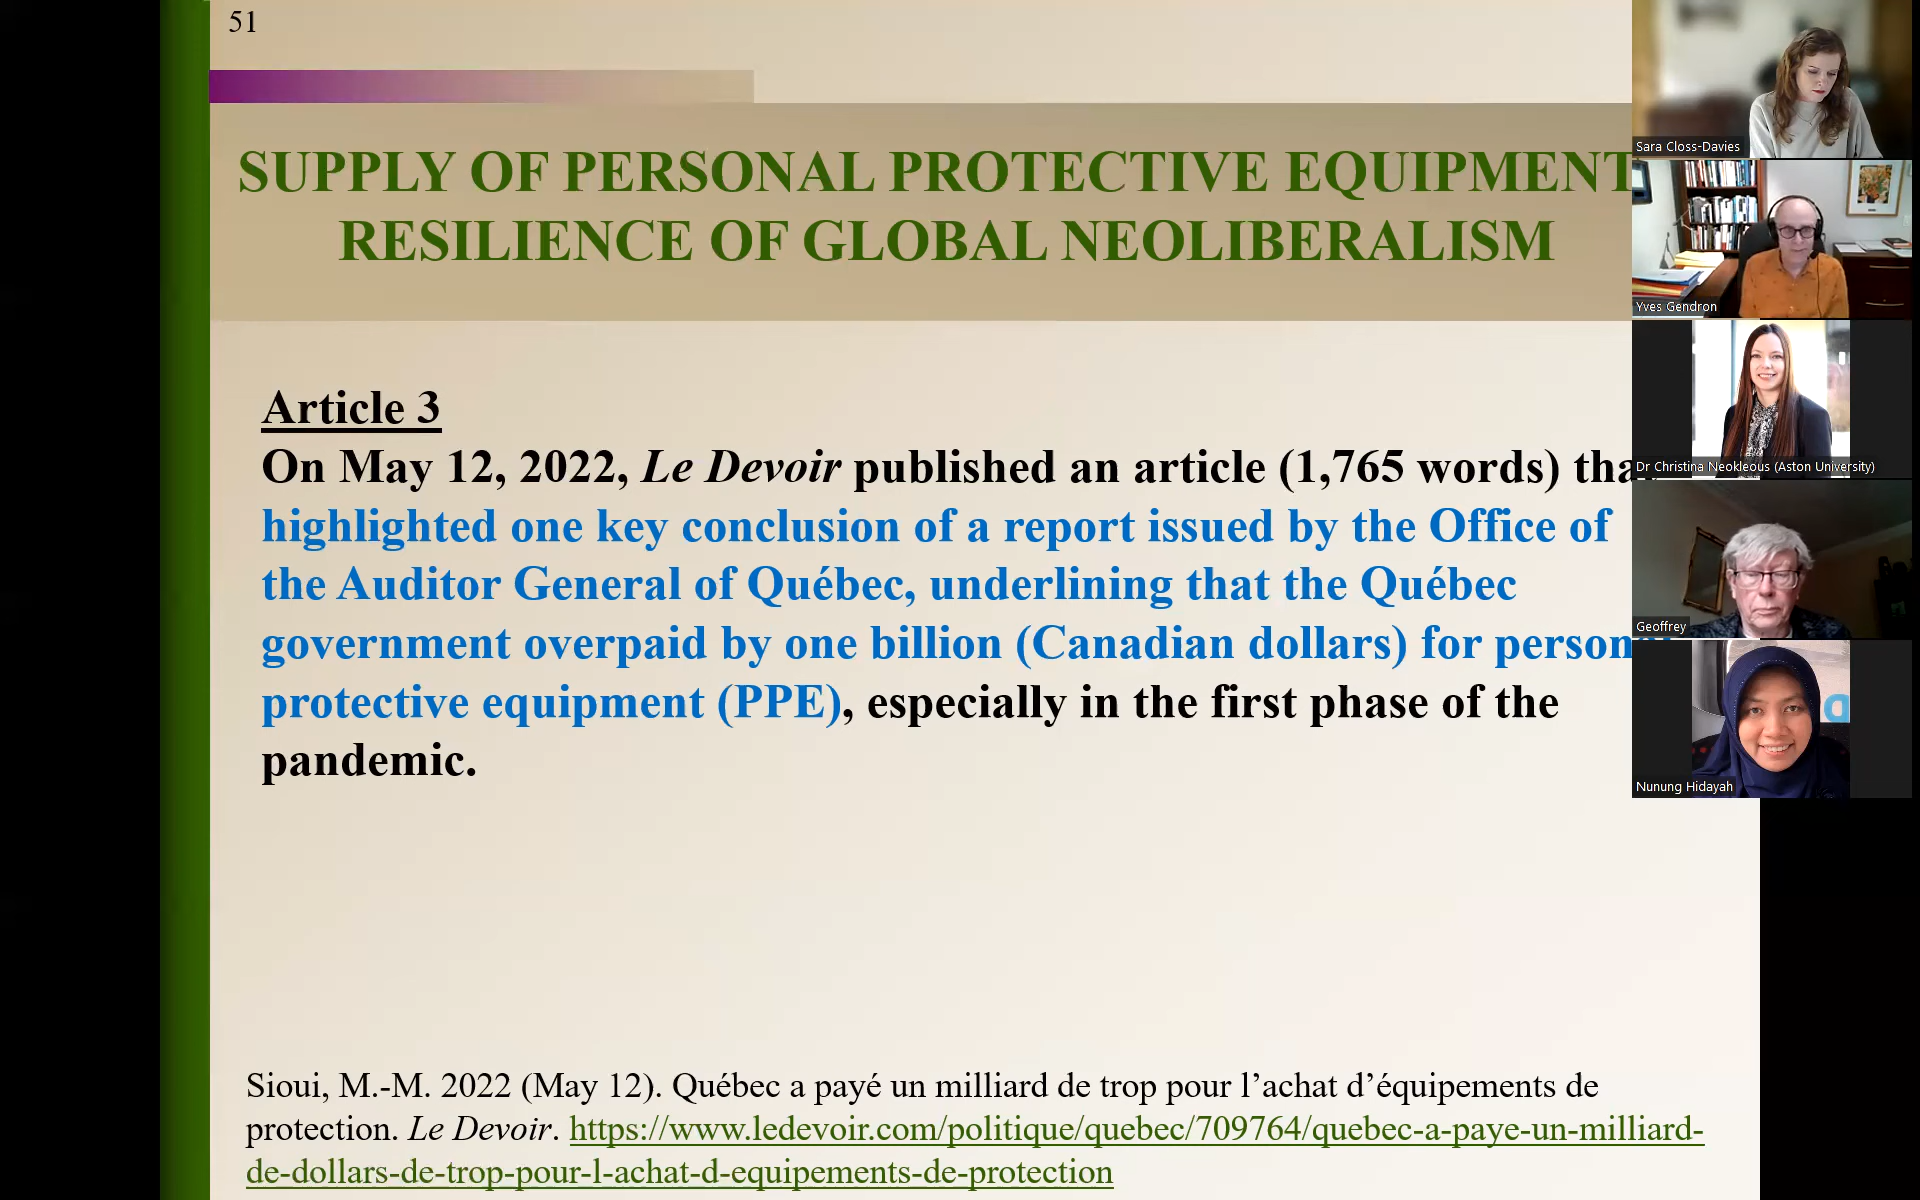 51
SUPPLY OF PERSONAL PROTECTIVE EQUIPMENT
RESILIENCE OF GLOBAL NEOLIBERALISM
Article 3
On May 12, 2022, Le Devoir published an article (1,765 words)
highlighted one key conclusion of a report issued by the Office of
the Auditor General of Québec, underlining that the Québec
government overpaid by one billion (Canadian dollars) for
protective equipment (PPE), especially in the first phase of the
pandemic.
Sioui, M.-M. 2022 (May 12). Québec a payé un milliard de trop pour l’achat d’équipements de
protection. Le Devoir. https://www.ledevoir.com/politique/quebec/709764/quebec-a-paye-un-milliard-
de-dollars-de-trop-pour-l-achat-d-equipements-de-protection
Sara Closs-Davies
Yves Gendron
Dr Christina Neokleous (Aston University)
Geoffrey
Nunung Hidayah